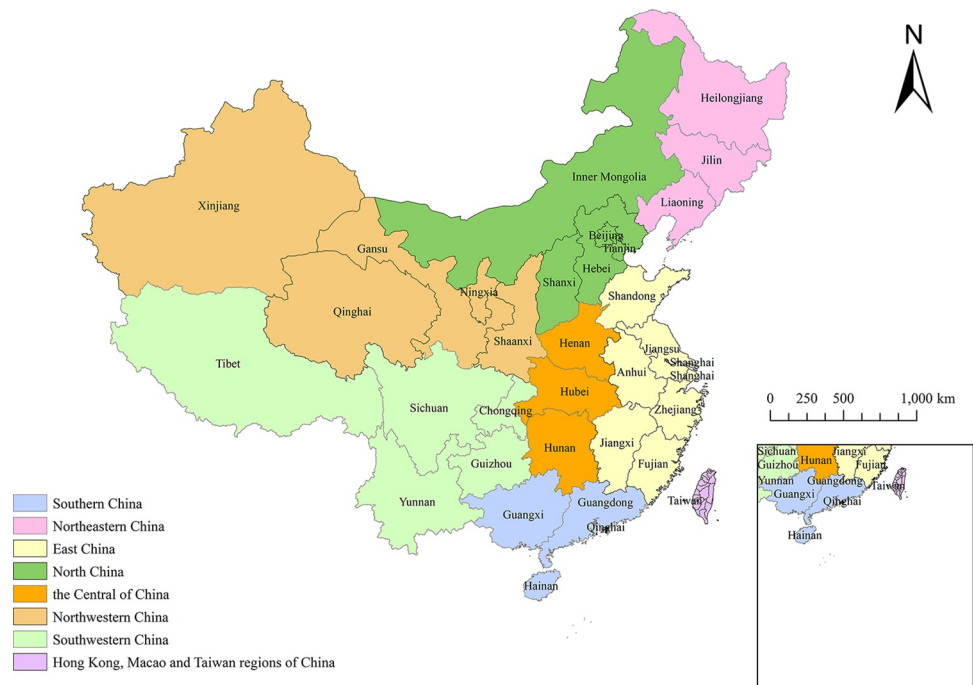 N
Heilongjiang
Jilin
Liaoning
Inner Mongolia
Xinjiang
Gansu
Beijing
Tianjin
Hebei
Shanxi
Ningxia
Qinghai
Shaanxi
Shandong
Henan
Jiangsu
Shanghai
Shanghai
Anhui
Tibet
Hubei
Sichuan
Chongqing
Zhejiang
Hunan
Jiangxi
Guizhou
Fujian
Yunnan
Taiwan
Guangxi
Guangdong
Qinghai
Hainan
0 250 500 1,000 km
Sichuan
Hunan
Jiangxi
Guizhou
Fujian
Yunnan
Guangdong
Taiwan
Guangxi
Qinghai
Hainan
Southern China
Northeastern China
East China
North China
the Central of China
Northwestern China
Southwestern China
Hong Kong, Macao and Taiwan regions of China